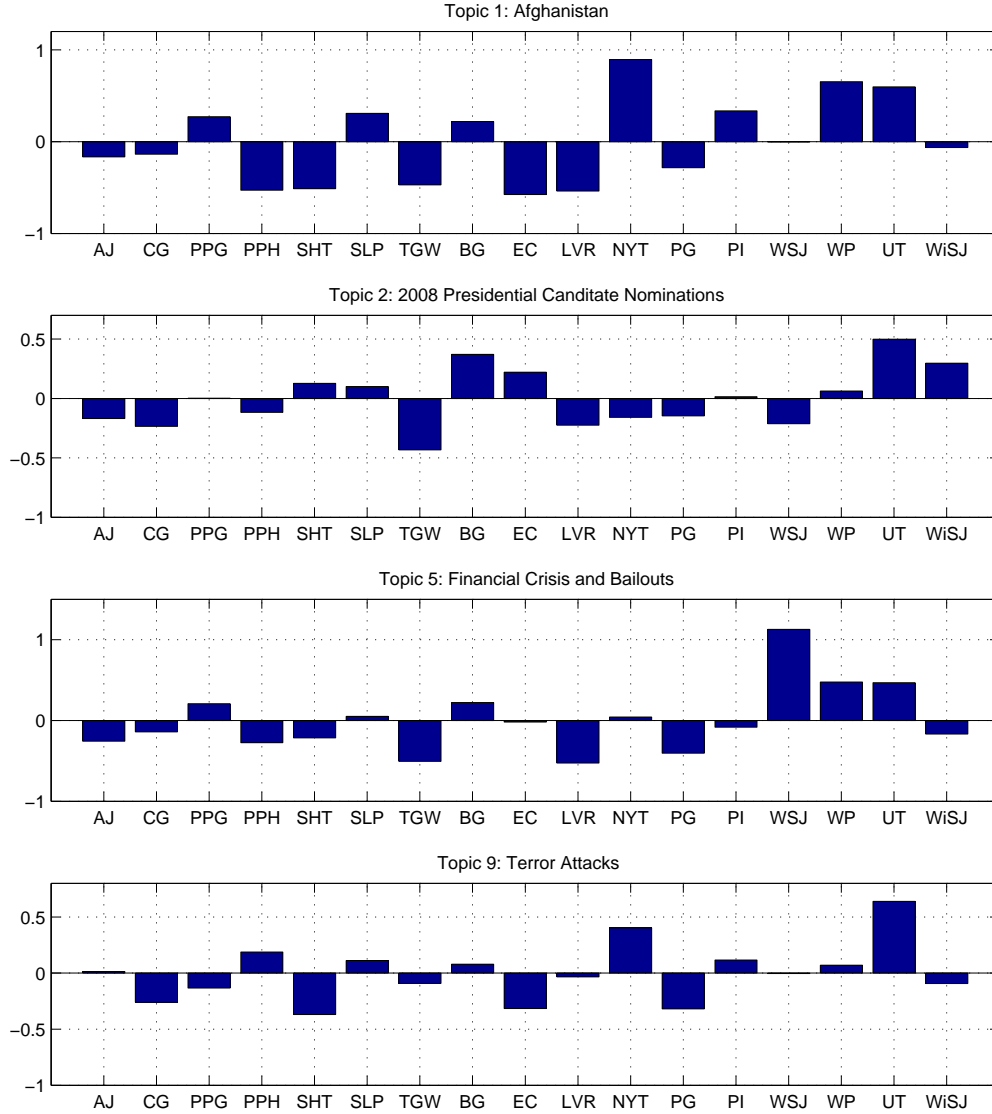 Topic 1: Afghanistan
1
0
−1
AJ CG PPG PPH SHT SLP TGW BG EC LVR NYT PG PI WSJ WP UT WiSJ
Topic 2: 2008 Presidential Canditate Nominations
0.5
0
−0.5
−1
AJ CG PPG PPH SHT SLP TGW BG EC LVR NYT PG PI WSJ WP UT WiSJ
Topic 5: Financial Crisis and Bailouts
1
0
−1
AJ CG PPG PPH SHT SLP TGW BG EC LVR NYT PG PI WSJ WP UT WiSJ
Topic 9: Terror Attacks
0.5
0
−0.5
−1
AJ CG PPG PPH SHT SLP TGW BG EC LVR NYT PG PI WSJ WP UT WiSJ